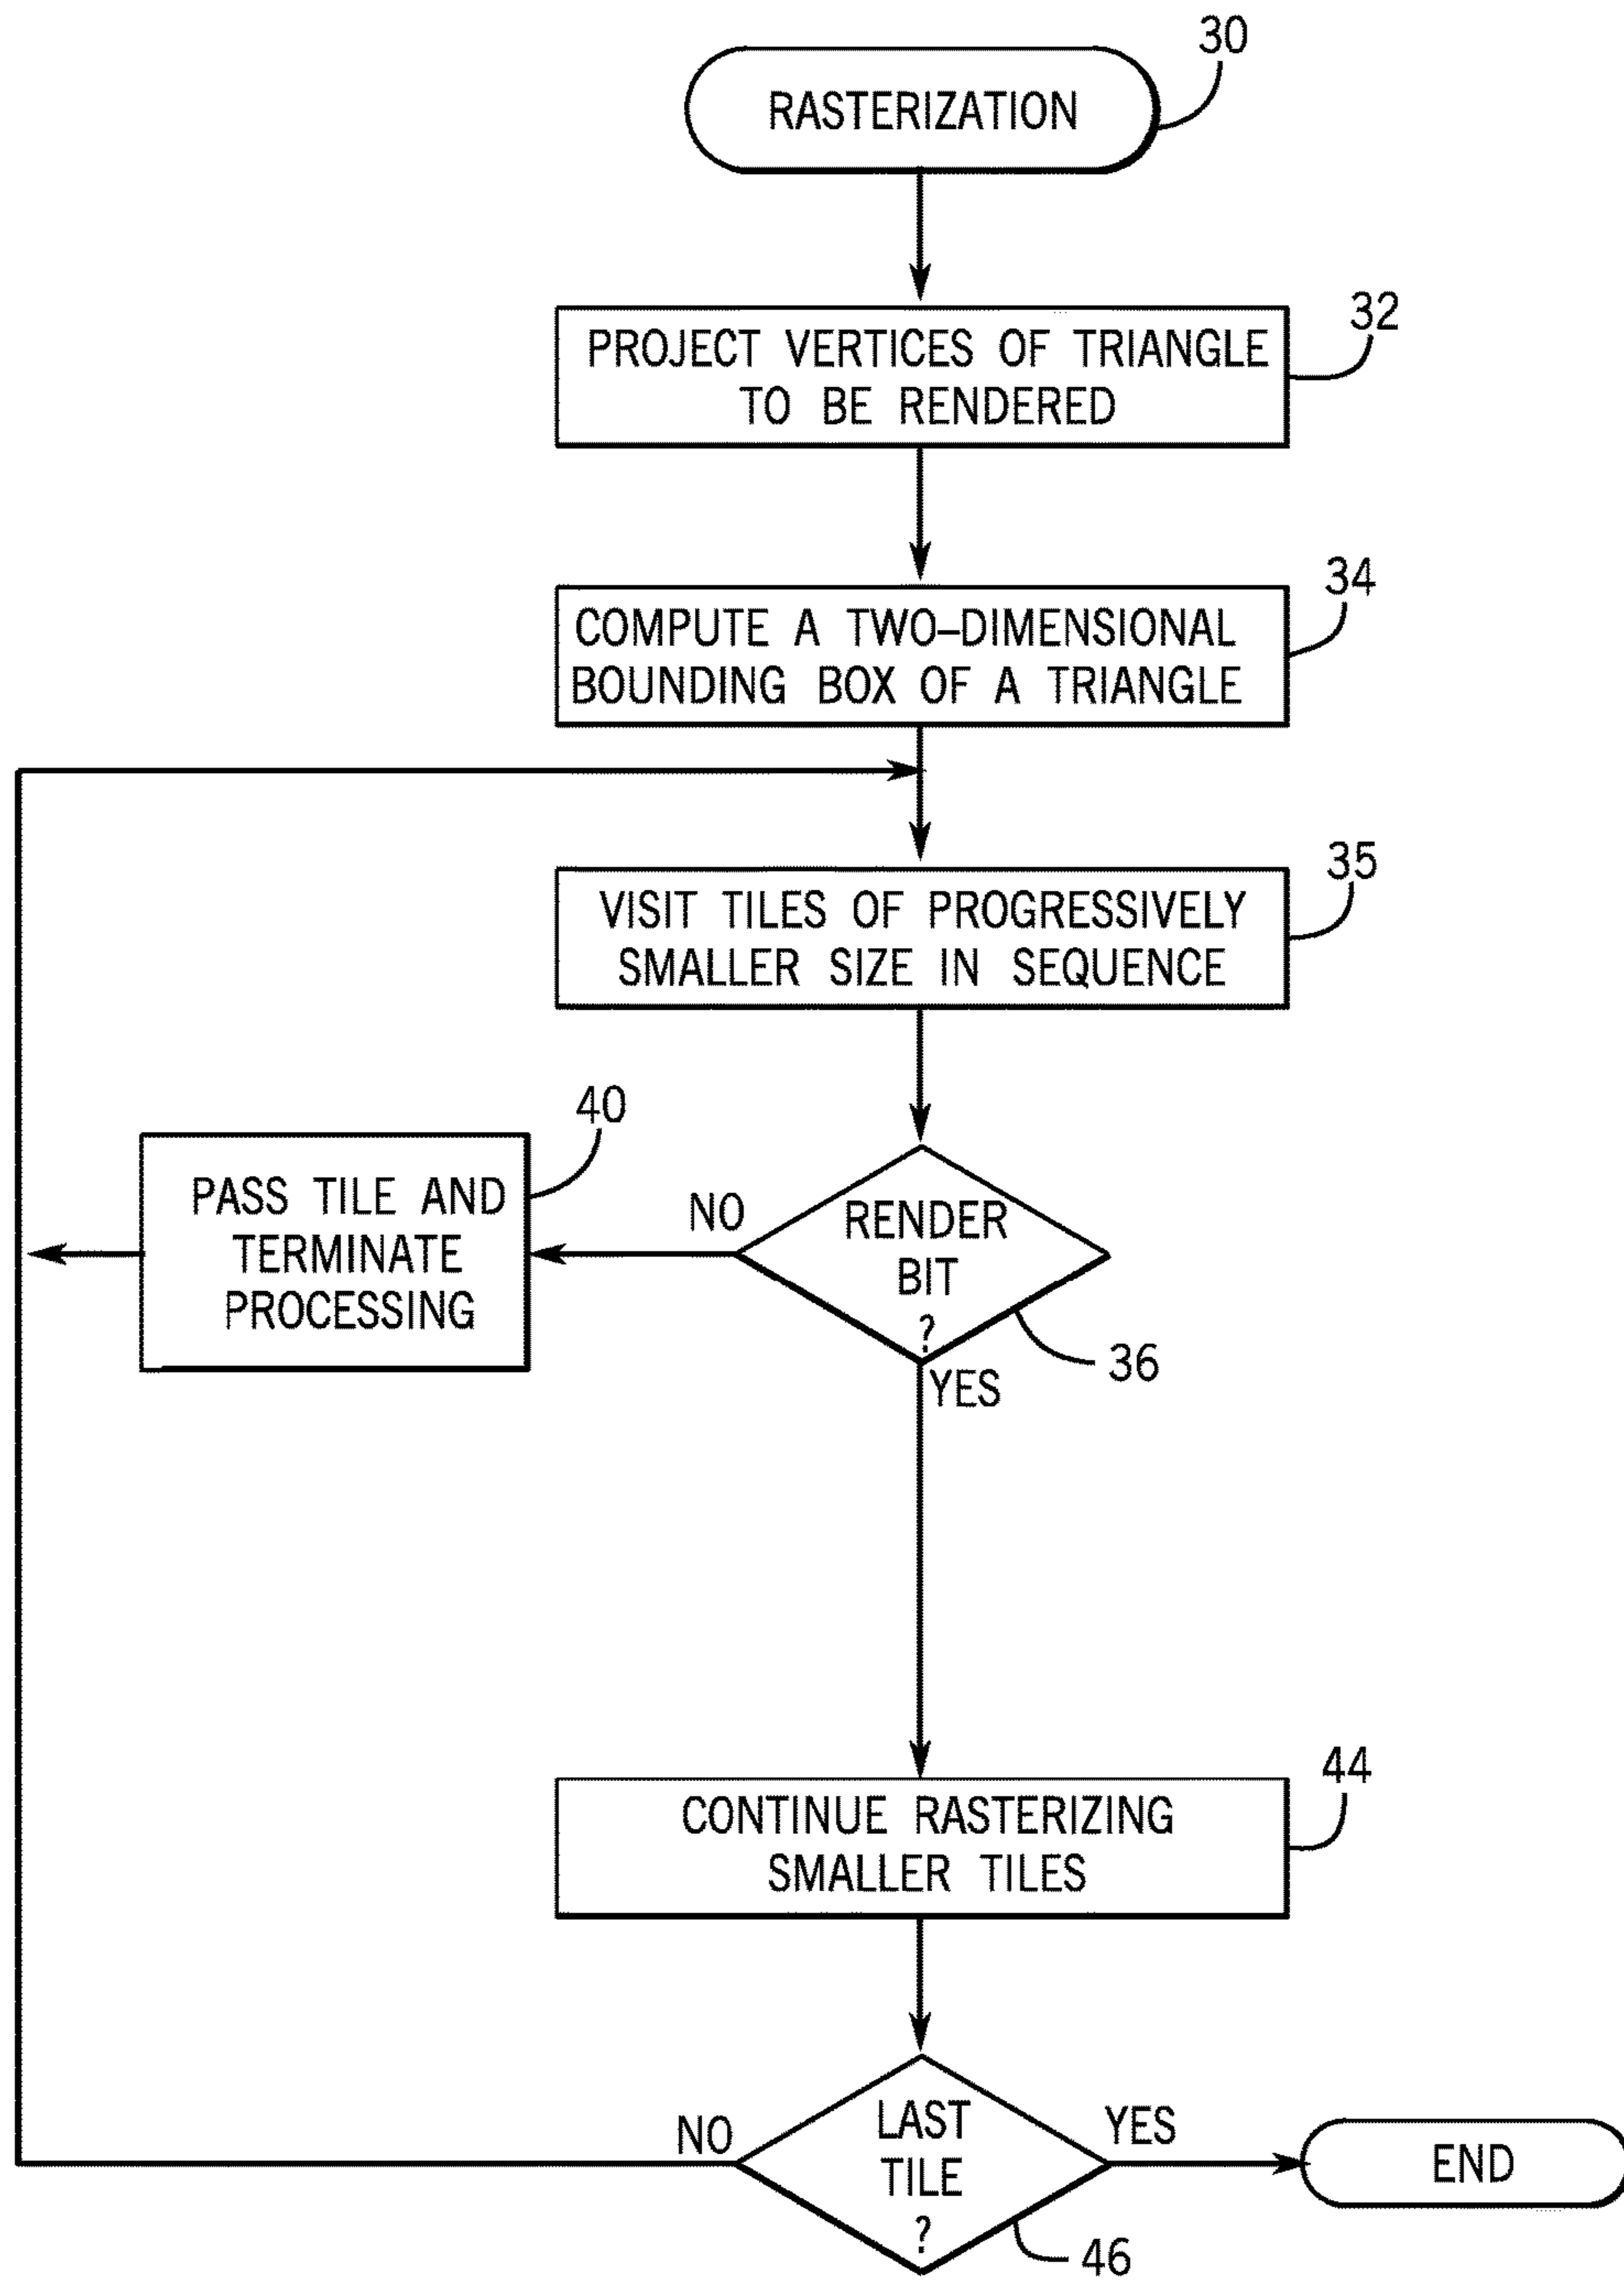 30
RASTERIZATION
32
PROJECT VERTICES OF TRIANGLE
TO BE RENDERED
34
COMPUTE A TWO–DIMENSIONAL
BOUNDING BOX OF A TRIANGLE
35
VISIT TILES OF PROGRESSIVELY
SMALLER SIZE IN SEQUENCE
40
PASS TILE AND
TERMINATE
PROCESSING
NO
RENDER
BIT
?
36
YES
44
CONTINUE RASTERIZING
SMALLER TILES
NO
LAST
TILE
?
YES
END
46